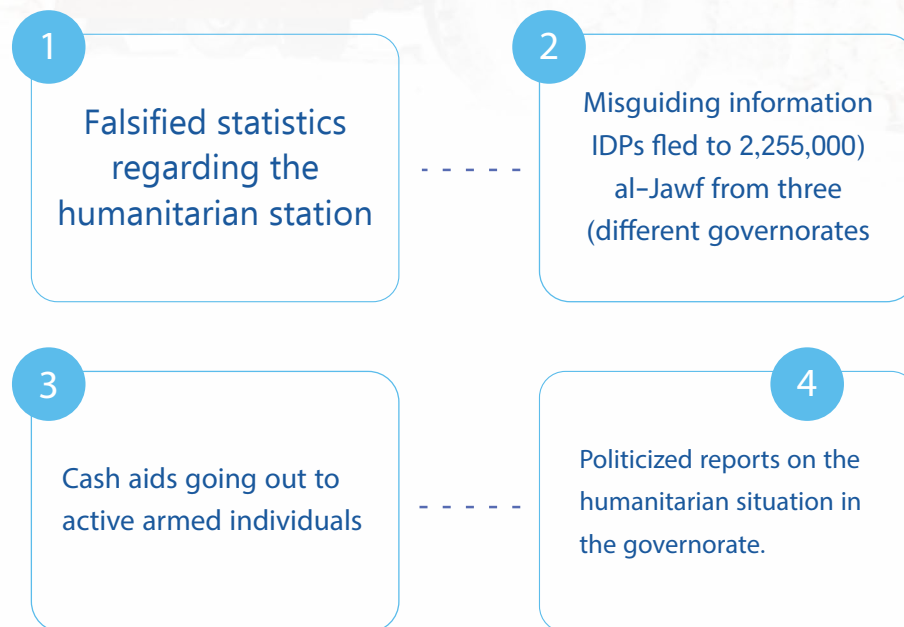 1
Falsified statistics
regarding the
humanitarian station
2
Misguiding information
IDPs fled to 2,255,000)
al-Jawf from three
(different governorates
3
Cash aids going out to
active armed individuals
4
Politicized reports on the
humanitarian situation in
the governorate.